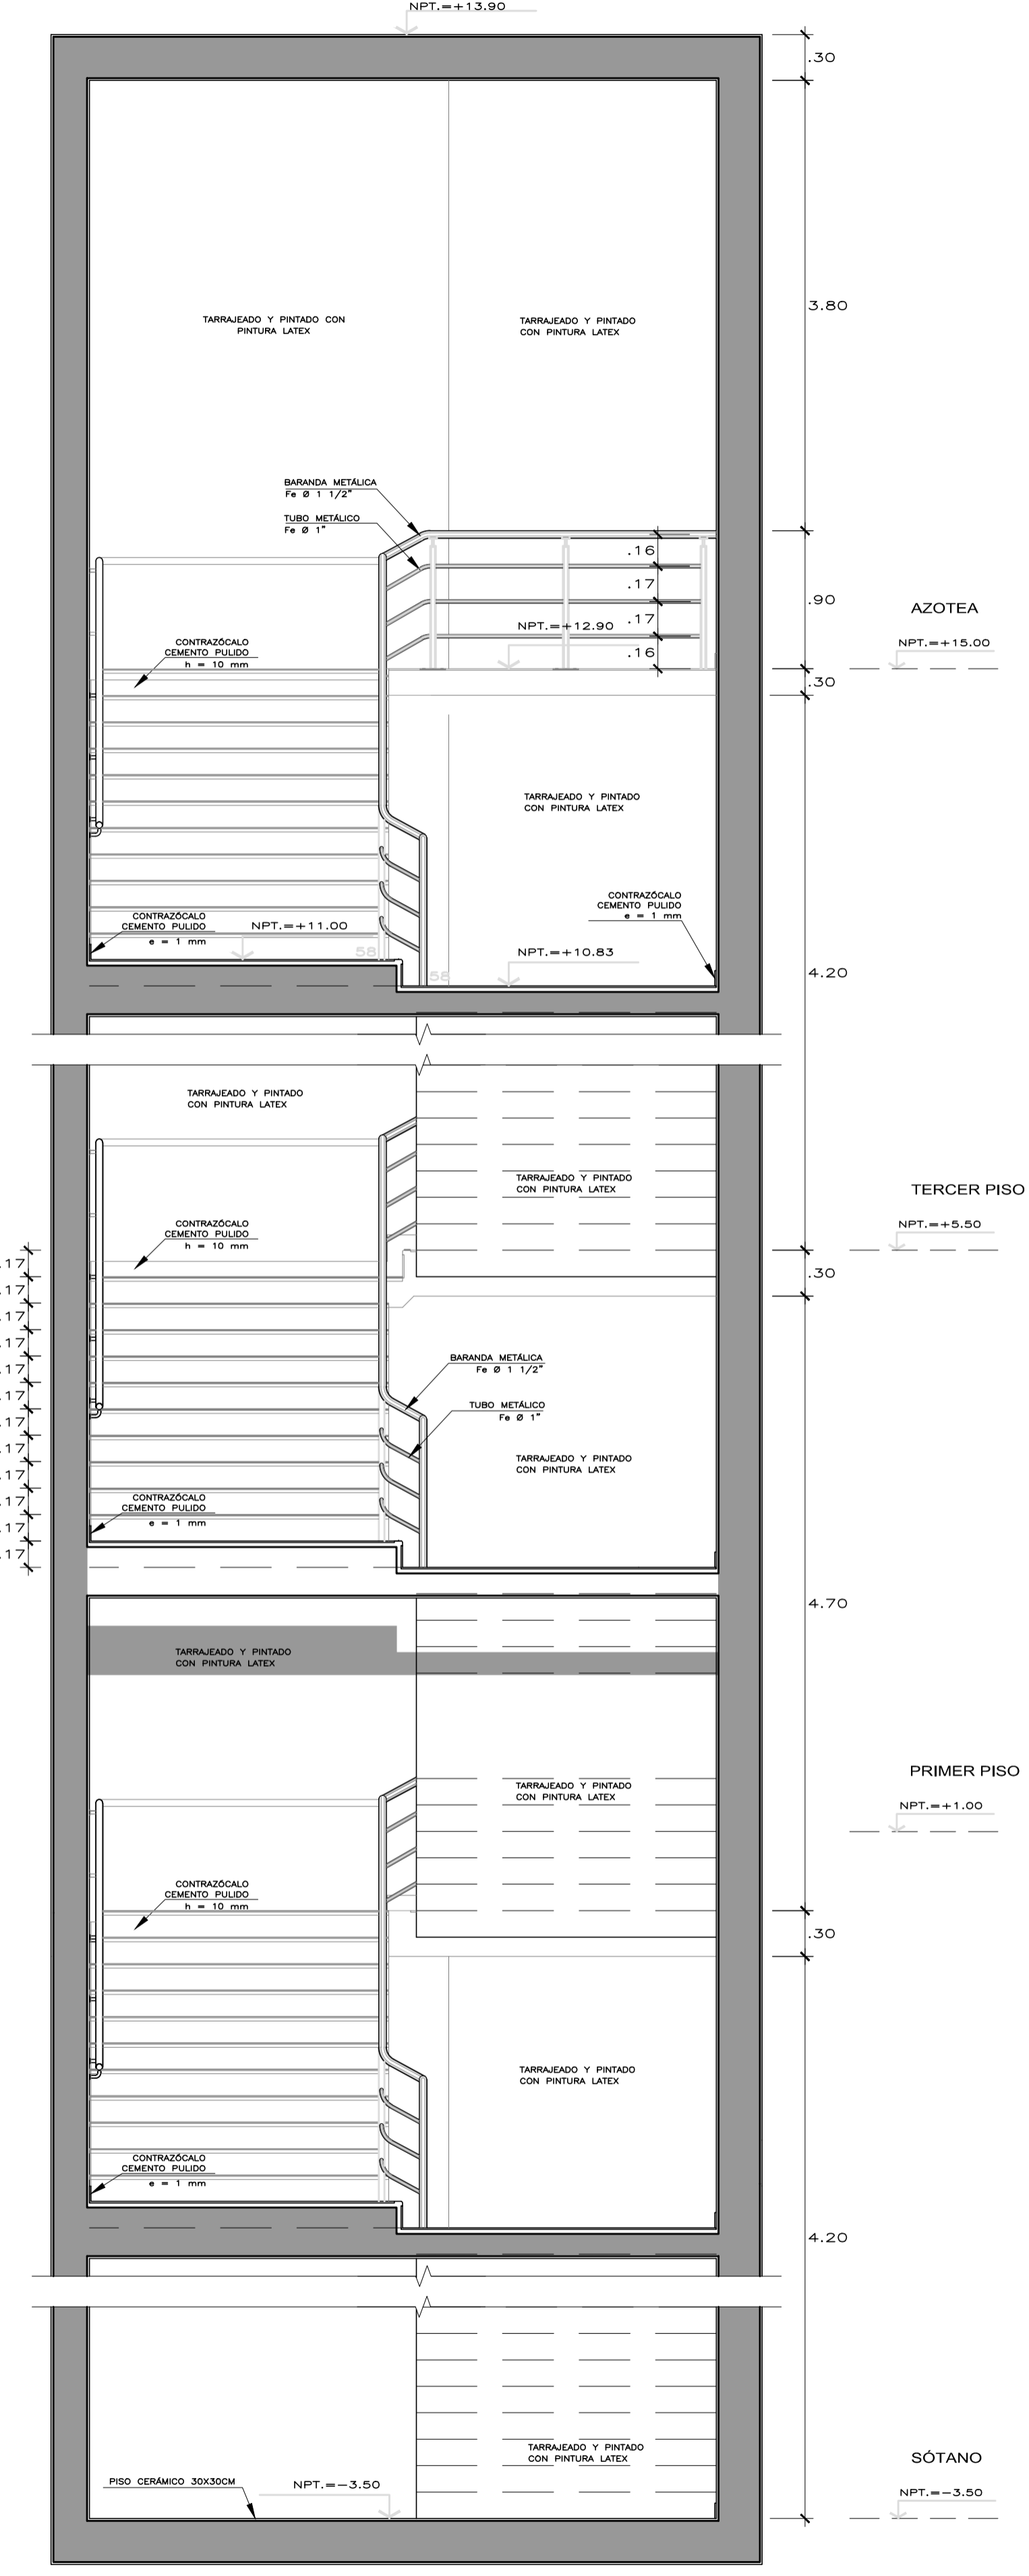 NPT.=+13.90
.30
3.80
TARRAJEADO Y PINTADO CON
PINTURA LATEX
TARRAJEADO Y PINTADO
CON PINTURA LATEX
BARANDA METÁLICA
Fe Ø 1 1/2"
TUBO METÁLICO
Fe Ø 1"
.16
.17
.17
.16
.90
NPT.=+12.90
AZOTEA
NPT.=+15.00
.30
CONTRAZÓCALO
CEMENTO PULIDO
h = 10 mm
TARRAJEADO Y PINTADO
CON PINTURA LATEX
CONTRAZÓCALO
CEMENTO PULIDO
e = 1 mm
CONTRAZÓCALO
CEMENTO PULIDO
e = 1 mm
NPT.=+11.00
58
NPT.=+10.83
58
4.20
TARRAJEADO Y PINTADO
CON PINTURA LATEX
TARRAJEADO Y PINTADO
CON PINTURA LATEX
TERCER PISO
NPT.=+5.50
CONTRAZÓCALO
CEMENTO PULIDO
h = 10 mm
.30
.17
.17
.17
.17
.17
.17
.17
.17
.17
.17
.17
.17
BARANDA METÁLICA
Fe Ø 1 1/2"
TUBO METÁLICO
Fe Ø 1"
TARRAJEADO Y PINTADO
CON PINTURA LATEX
CONTRAZÓCALO
CEMENTO PULIDO
e = 1 mm
4.70
TARRAJEADO Y PINTADO
CON PINTURA LATEX
TARRAJEADO Y PINTADO
CON PINTURA LATEX
PRIMER PISO
NPT.=+1.00
CONTRAZÓCALO
CEMENTO PULIDO
h = 10 mm
.30
TARRAJEADO Y PINTADO
CON PINTURA LATEX
CONTRAZÓCALO
CEMENTO PULIDO
e = 1 mm
4.20
TARRAJEADO Y PINTADO
CON PINTURA LATEX
SÓTANO
PISO CERÁMICO 30X30CM
NPT.=-3.50
NPT.=-3.50